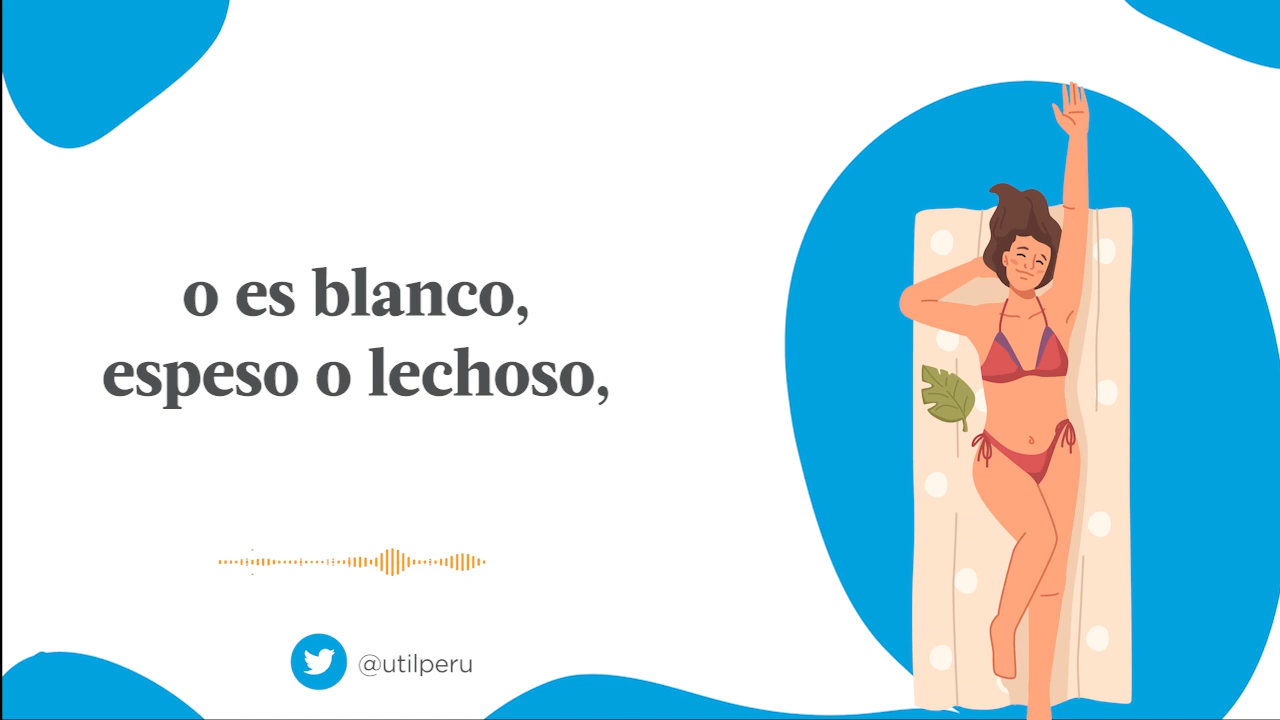 o es blanco,
espeso o lechoso,
@utilperu